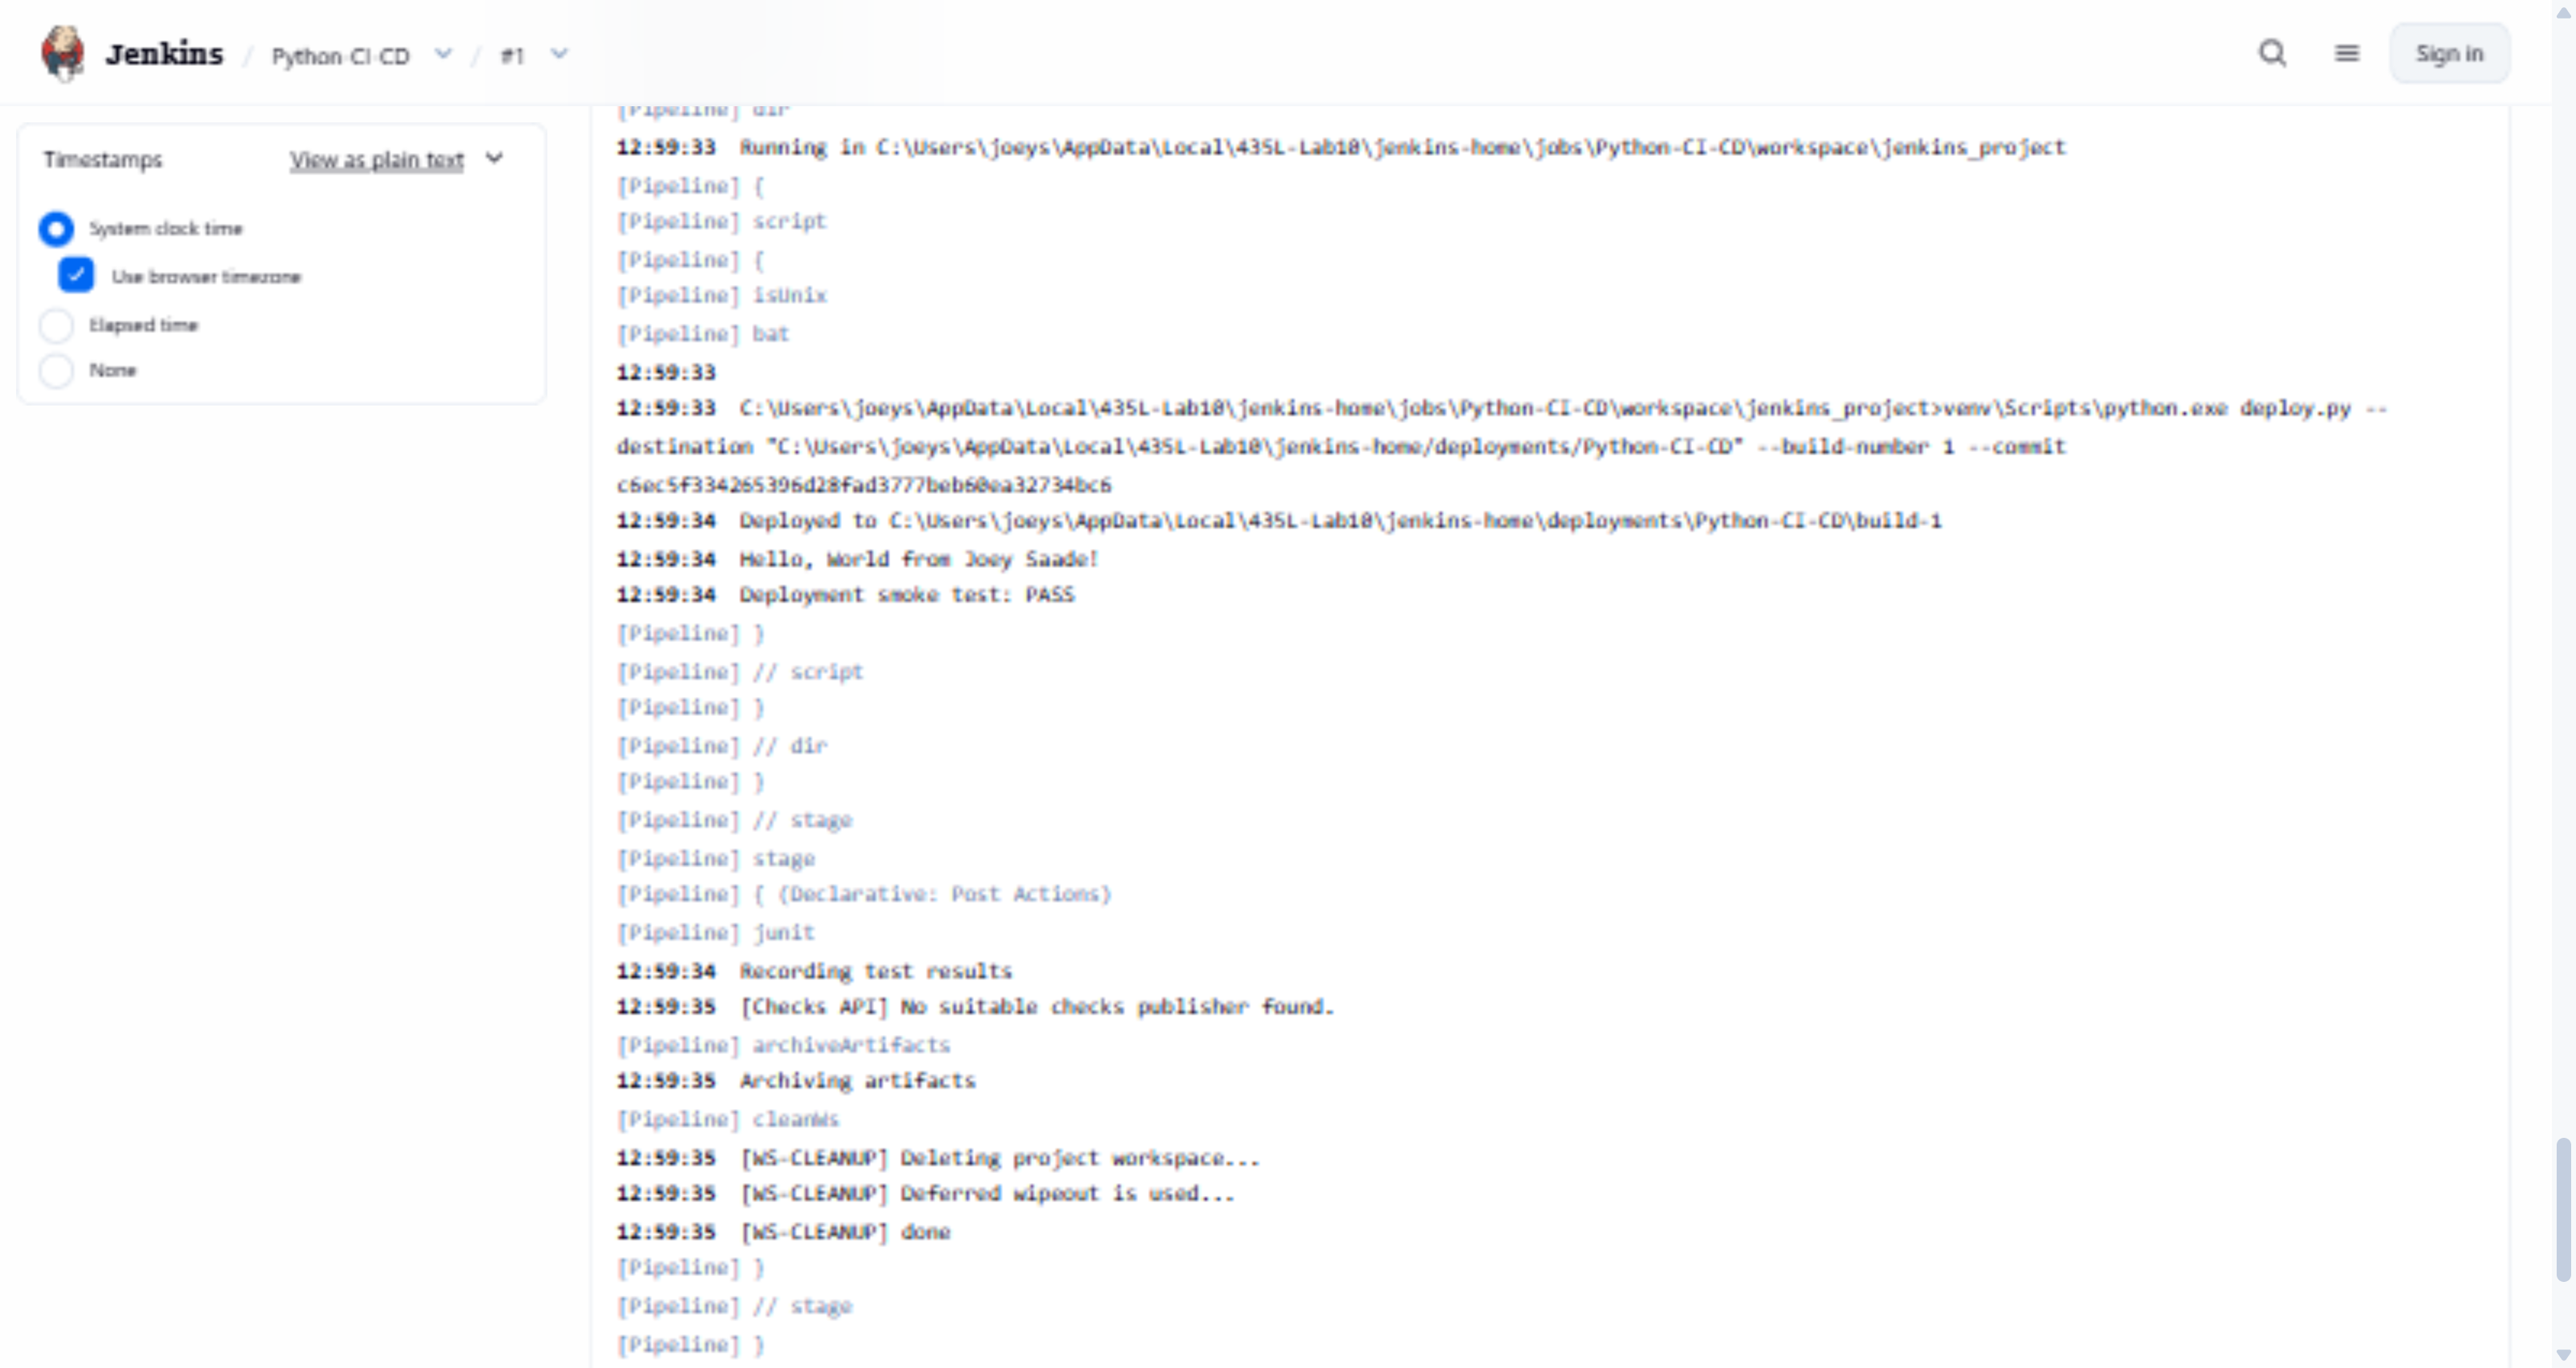 Jenkins / Python-CI-CD / #1
Sign in
Timestamps
View as plain text
System clock time
Use browser timezone
Elapsed time
None
[Pipeline] dir
12:59:33 Running in C:\Users\joeys\AppData\Local\435L-Lab10\jenkins-home\jobs\Python-CI-CD\workspace\jenkins_project
[Pipeline] {
[Pipeline] script
[Pipeline] {
[Pipeline] isUnix
[Pipeline] bat
12:59:33
12:59:33 C:\Users\joeys\AppData\Local\435L-Lab10\jenkins-home\jobs\Python-CI-CD\workspace\jenkins_project>venv\Scripts\python.exe deploy.py --
destination "C:\Users\joeys\AppData\Local\435L-Lab10\jenkins-home/deployments/Python-CI-CD" --build-number 1 --commit
c6ec5f334265396d28fad3777beb60ea32734bc6
12:59:34 Deployed to C:\Users\joeys\AppData\Local\435L-Lab10\jenkins-home\deployments\Python-CI-CD\build-1
12:59:34 Hello, World from Joey Saade!
12:59:34 Deployment smoke test: PASS
[Pipeline] }
[Pipeline] // script
[Pipeline] }
[Pipeline] // dir
[Pipeline] }
[Pipeline] // stage
[Pipeline] stage
[Pipeline] { (Declarative: Post Actions)
[Pipeline] junit
12:59:34 Recording test results
12:59:35 [Checks API] No suitable checks publisher found.
[Pipeline] archiveArtifacts
12:59:35 Archiving artifacts
[Pipeline] cleanWs
12:59:35 [WS-CLEANUP] Deleting project workspace...
12:59:35 [WS-CLEANUP] Deferred wipeout is used...
12:59:35 [WS-CLEANUP] done
[Pipeline] }
[Pipeline] // stage
[Pipeline] }